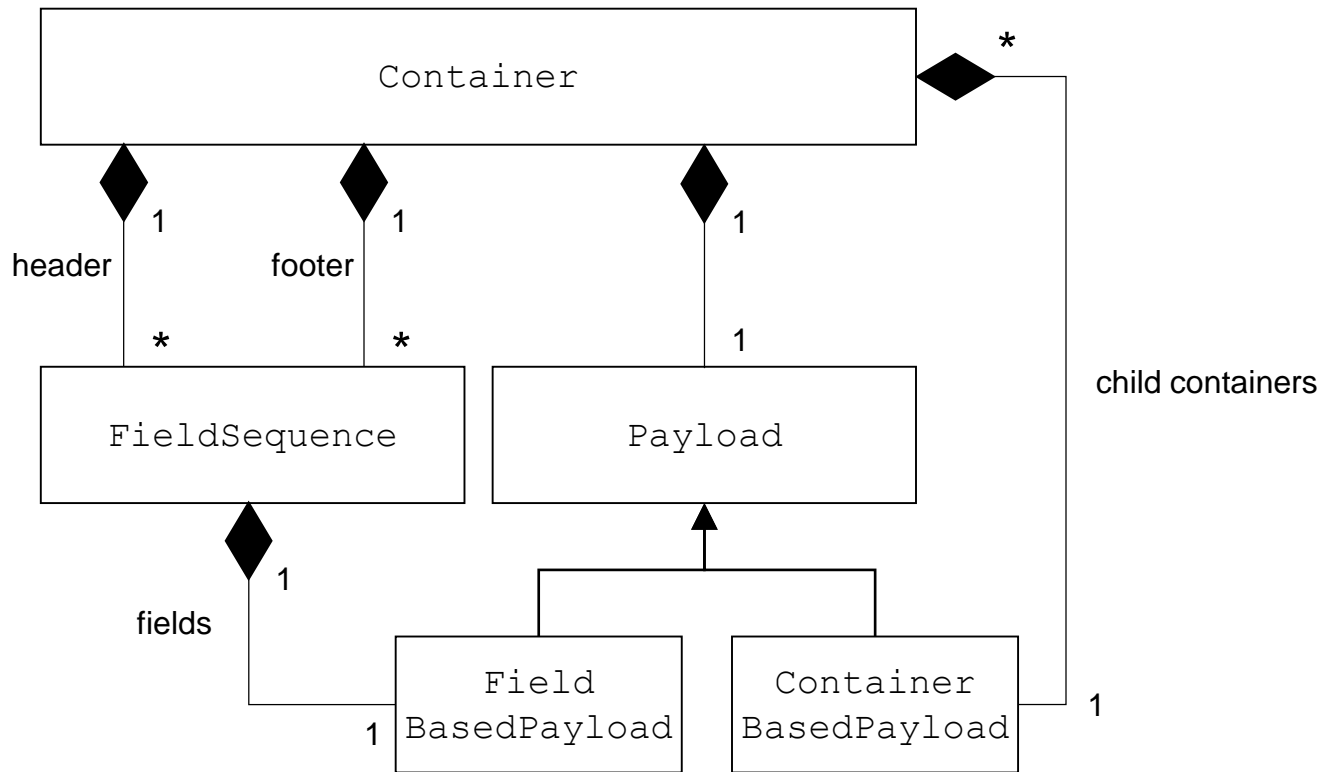 *
Container
1
1
1
header
footer
*
*
1
child containers
FieldSequence
Payload
1
fields
Field
BasedPayload
1
Container
BasedPayload
1